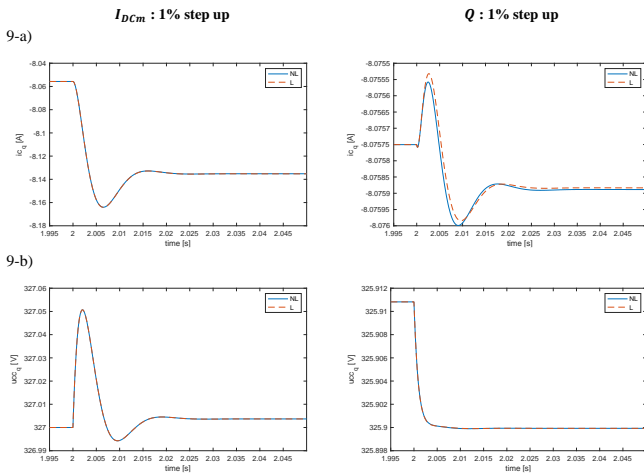 I_DCm : 1% step up
Q : 1% step up
9-a)
-8.04
-8.06
-8.08
-8.1
-8.12
-8.14
-8.16
-8.18
ic_q [A]
NL
L
1.995 2 2.005 2.01 2.015 2.02 2.025 2.03 2.035 2.04 2.045
time [s]
-8.0755
-8.07555
-8.0756
-8.07565
-8.0757
-8.07575
-8.0758
-8.07585
-8.0759
-8.07595
-8.076
ic_q [A]
NL
L
1.995 2 2.005 2.01 2.015 2.02 2.025 2.03 2.035 2.04 2.045
time [s]
9-b)
327.06
327.05
327.04
327.03
327.02
327.01
327
326.99
ucc_q [V]
NL
L
1.995 2 2.005 2.01 2.015 2.02 2.025 2.03 2.035 2.04 2.045
time [s]
325.912
325.91
325.908
325.906
325.904
325.902
325.9
325.898
ucc_q [V]
NL
L
1.995 2 2.005 2.01 2.015 2.02 2.025 2.03 2.035 2.04 2.045
time [s]